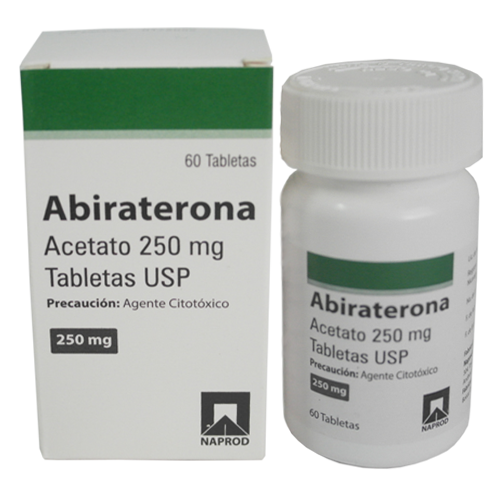 60 Tabletas
Abiraterona
Acetato 250 mg
Tabletas USP
Precaución: Agente Citotóxico
250 mg
NAPROD
Abiraterona
Acetato 250 mg
Tabletas USP
Precaución: Agente Citotóxico
250 mg
60 Tabletas
NAPROD